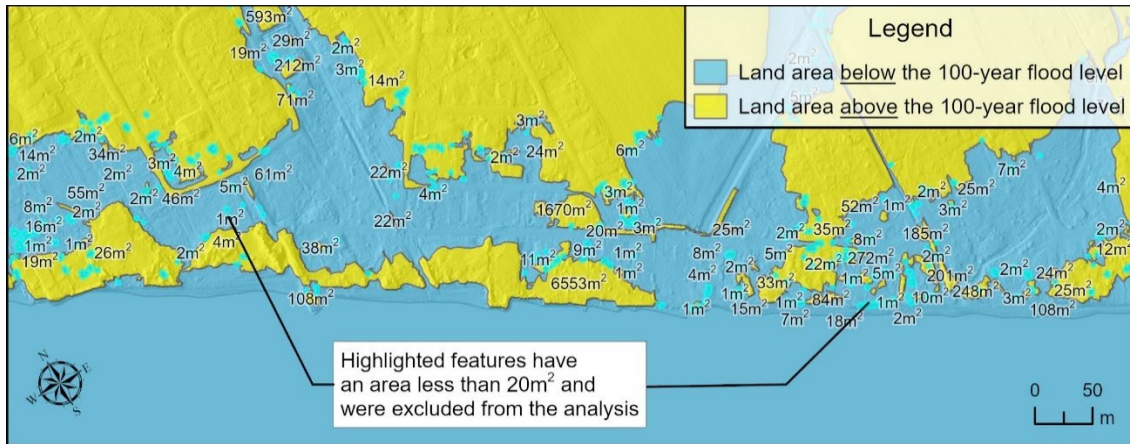 Legend
Land area below the 100-year flood level
Land area above the 100-year flood level
593m²
29m²
19m²
212m²
71m²
2m²
3m²
14m²
2m²
5m²
6m²
14m²
2m²
2m²
34m²
2m²
3m²
4m²
61m²
5m²
46m²
2m²
55m²
8m²
2m²
16m²
1m²
1m²
19m²
26m²
2m²
1m²
4m²
38m²
108m²
22m²
22m²
4m²
2m²
3m²
24m²
6m²
3m²
1m²
1670m²
20m²
3m²
9m²
1m²
11m²
1m²
6553m²
25m²
8m²
4m²
2m²
1m²
1m²
15m²
33m²
7m²
1m²
84m²
18m²
2m²
5m²
35m²
22m²
52m²
8m²
272m²
1m²
5m²
1m²
2m²
10m²
201m²
2m²
185m²
1m²
2m²
25m²
3m²
7m²
4m²
2m²
12m²
2m²
24m²
248m²
3m²
25m²
108m²
Highlighted features have
an area less than 20m² and
were excluded from the analysis
N
E
S
W
0 50
m